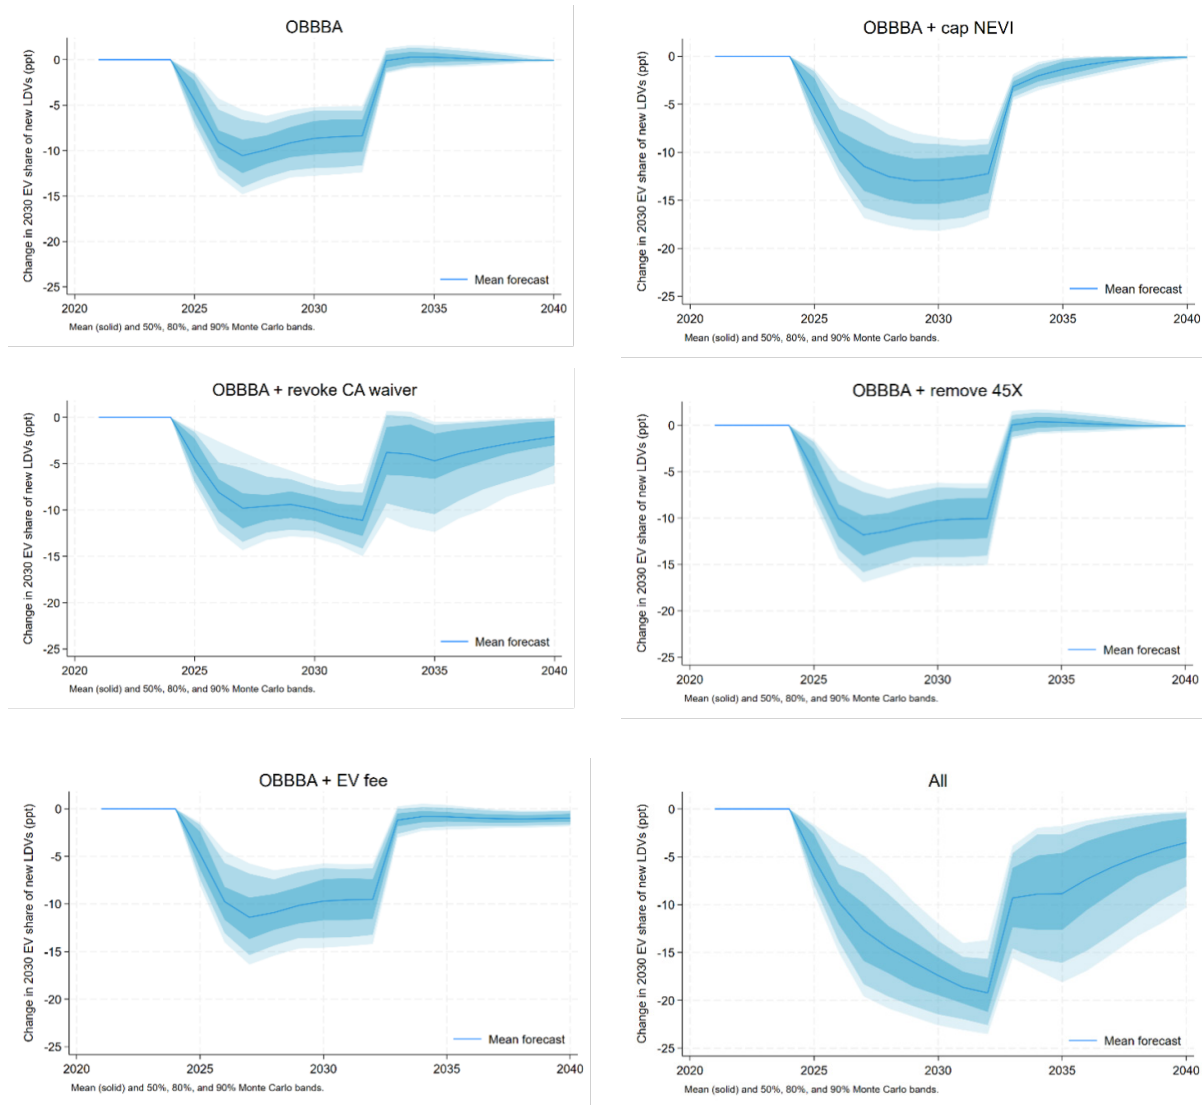 OBBBA
Change in 2030 EV share of new LDVs (ppt)
0
-5
-10
-15
-20
-25
Mean forecast
2020 2025 2030 2035 2040
Mean (solid) and 50%, 80%, and 90% Monte Carlo bands.
OBBBA + cap NEVI
Change in 2030 EV share of new LDVs (ppt)
0
-5
-10
-15
-20
-25
Mean forecast
2020 2025 2030 2035 2040
Mean (solid) and 50%, 80%, and 90% Monte Carlo bands.
OBBBA + revoke CA waiver
Change in 2030 EV share of new LDVs (ppt)
0
-5
-10
-15
-20
-25
Mean forecast
2020 2025 2030 2035 2040
Mean (solid) and 50%, 80%, and 90% Monte Carlo bands.
OBBBA + remove 45X
Change in 2030 EV share of new LDVs (ppt)
0
-5
-10
-15
-20
-25
Mean forecast
2020 2025 2030 2035 2040
Mean (solid) and 50%, 80%, and 90% Monte Carlo bands.
OBBBA + EV fee
Change in 2030 EV share of new LDVs (ppt)
0
-5
-10
-15
-20
-25
Mean forecast
2020 2025 2030 2035 2040
Mean (solid) and 50%, 80%, and 90% Monte Carlo bands.
All
Change in 2030 EV share of new LDVs (ppt)
0
-5
-10
-15
-20
-25
Mean forecast
2020 2025 2030 2035 2040
Mean (solid) and 50%, 80%, and 90% Monte Carlo bands.